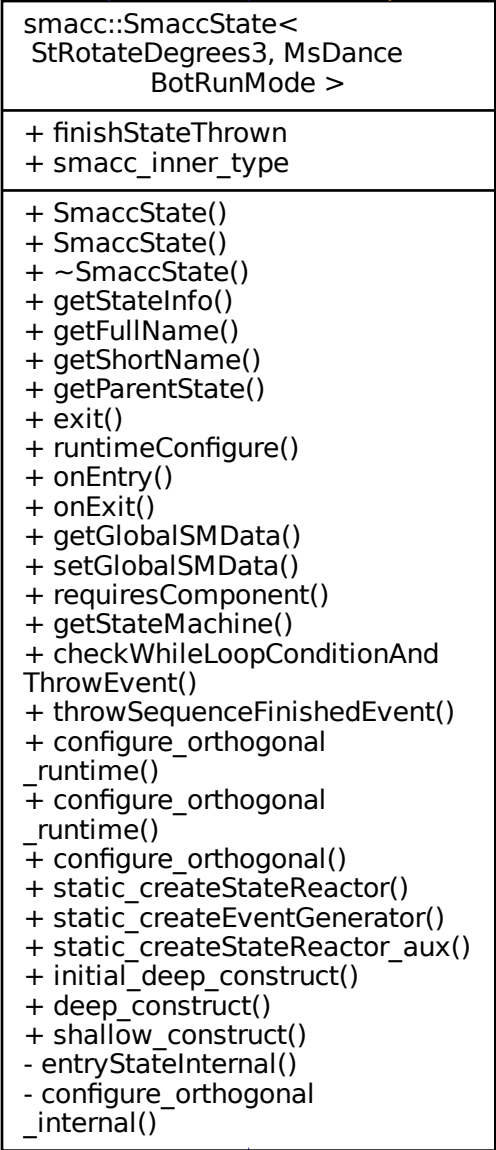 smacc::SmaccState<
StRotateDegrees3, MsDance
BotRunMode >
+ finishStateThrown
+ smacc_inner_type
+ SmaccState()
+ SmaccState()
+ ~SmaccState()
+ getStateInfo()
+ getFullName()
+ getShortName()
+ getParentState()
+ exit()
+ runtimeConfigure()
+ onEntry()
+ onExit()
+ getGlobalSMData()
+ setGlobalSMData()
+ requiresComponent()
+ getStateMachine()
+ checkWhileLoopConditionAnd
ThrowEvent()
+ throwSequenceFinishedEvent()
+ configure_orthogonal
_runtime()
+ configure_orthogonal
_runtime()
+ configure_orthogonal()
+ static_createStateReactor()
+ static_createEventGenerator()
+ static_createStateReactor_aux()
+ initial_deep_construct()
+ deep_construct()
+ shallow_construct()
- entryStateInternal()
- configure_orthogonal
_internal()